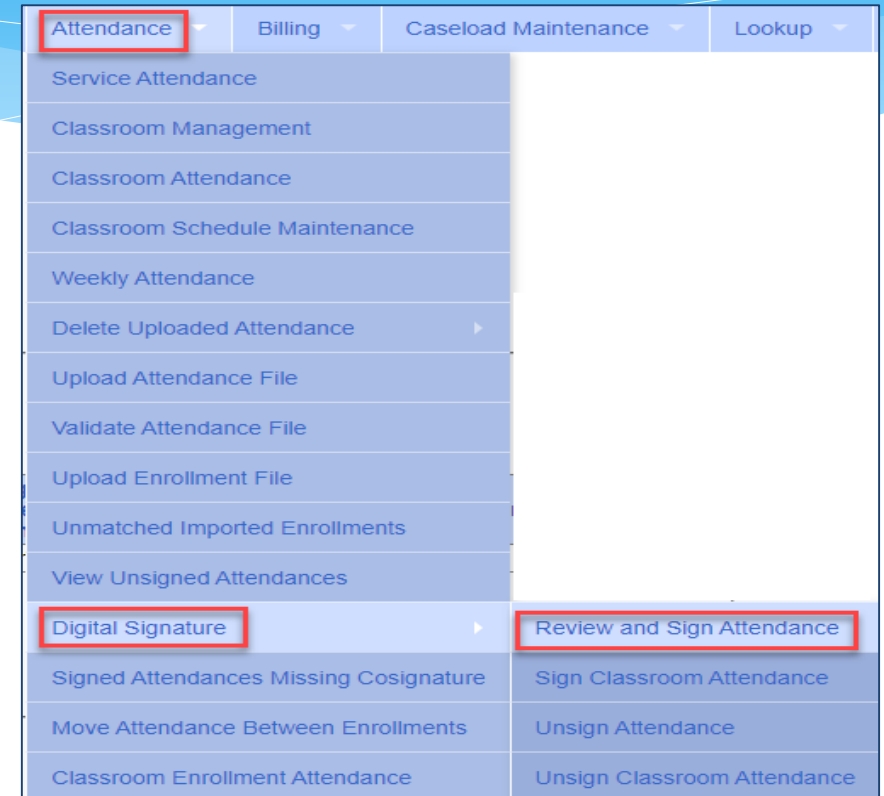 Attendance Billing Caseload Maintenance Lookup
Service Attendance
Classroom Management
Classroom Attendance
Classroom Schedule Maintenance
Weekly Attendance
Delete Uploaded Attendance
Upload Attendance File
Validate Attendance File
Upload Enrollment File
Unmatched Imported Enrollments
View Unsigned Attendances
Digital Signature Review and Sign Attendance
Signed Attendances Missing Cosignature Sign Classroom Attendance
Move Attendance Between Enrollments Unsign Attendance
Classroom Enrollment Attendance Unsign Classroom Attendance